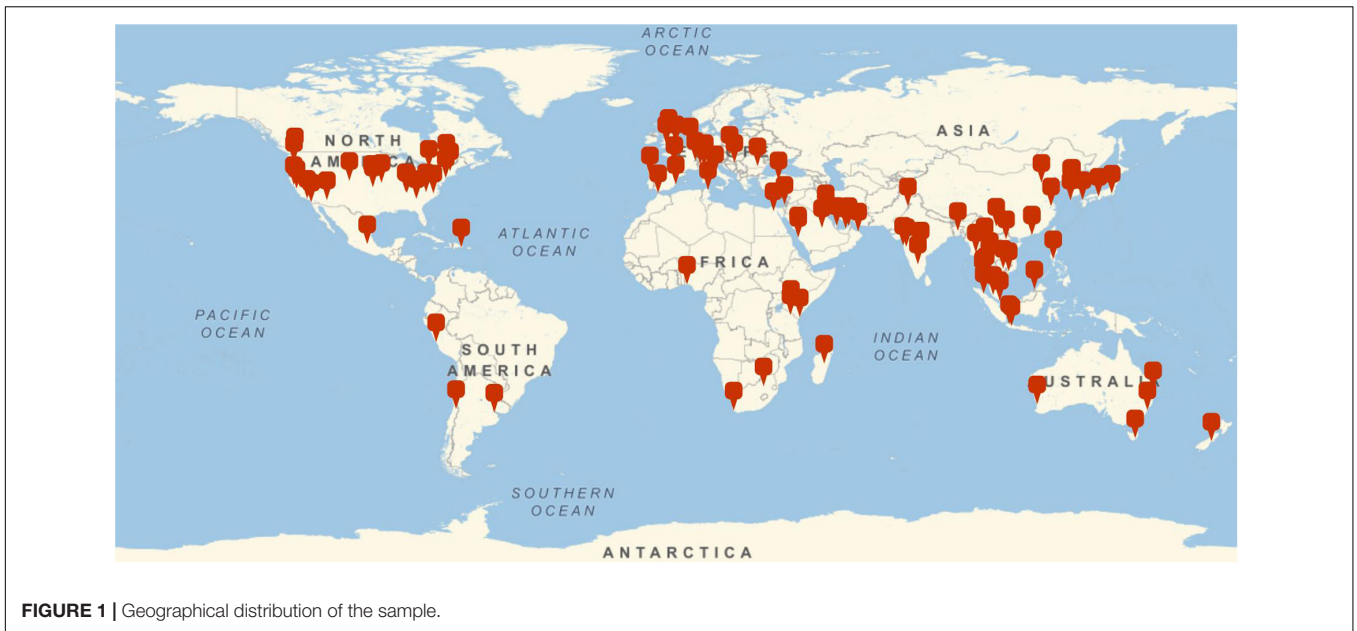 ARCTIC
OCEAN
NORTH
AMERICA
ASIA
ATLANTIC
OCEAN
FRICA
PACIFIC
OCEAN
INDIAN
OCEAN
SOUTH
AMERICA
USTRALI
SOUTHERN
OCEAN
ANTARCTICA
FIGURE 1 | Geographical distribution of the sample.